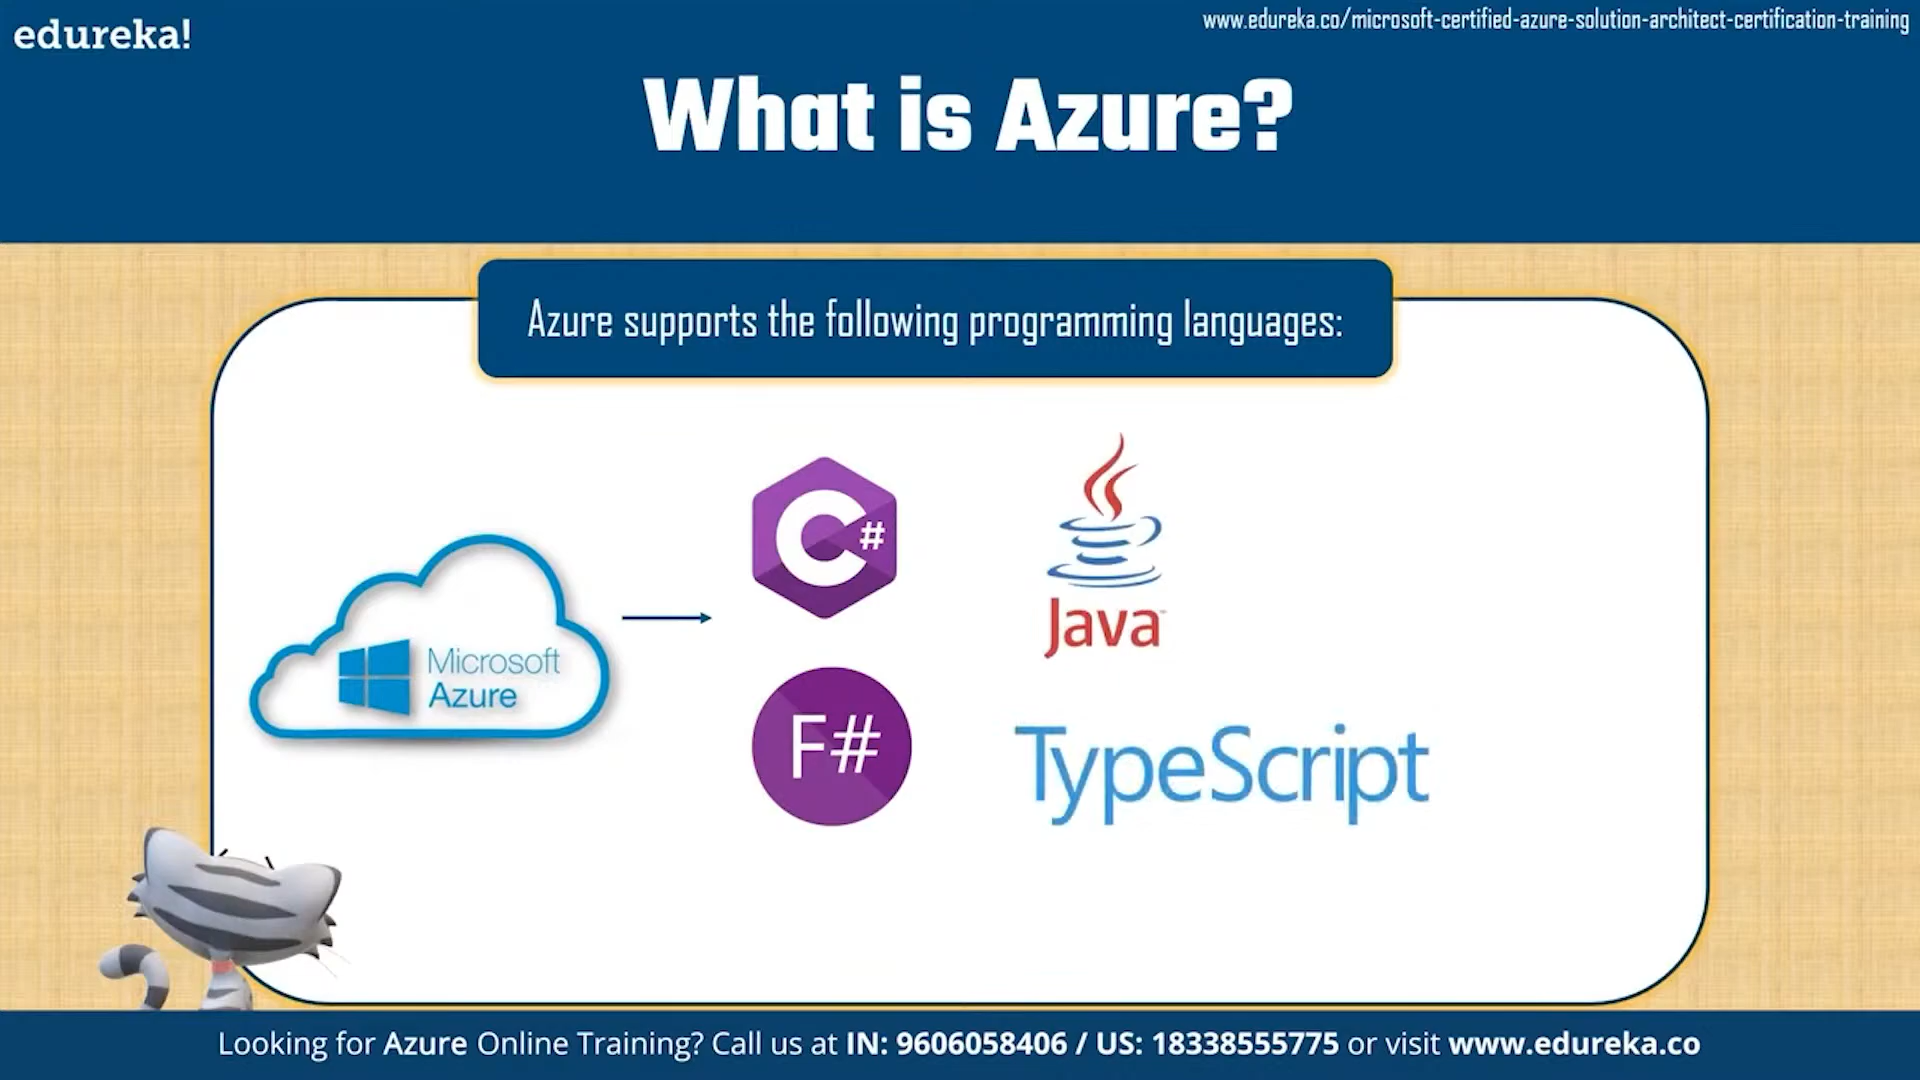 edureka!
www.edureka.co/microsoft-certified-azure-solution-architect-certification-training
What is Azure?
Azure supports the following programming languages:
C#
Java
Microsoft
Azure
F#
TypeScript
Looking for Azure Online Training? Call us at IN: 9606058406 / US: 18338555775 or visit www.edureka.co